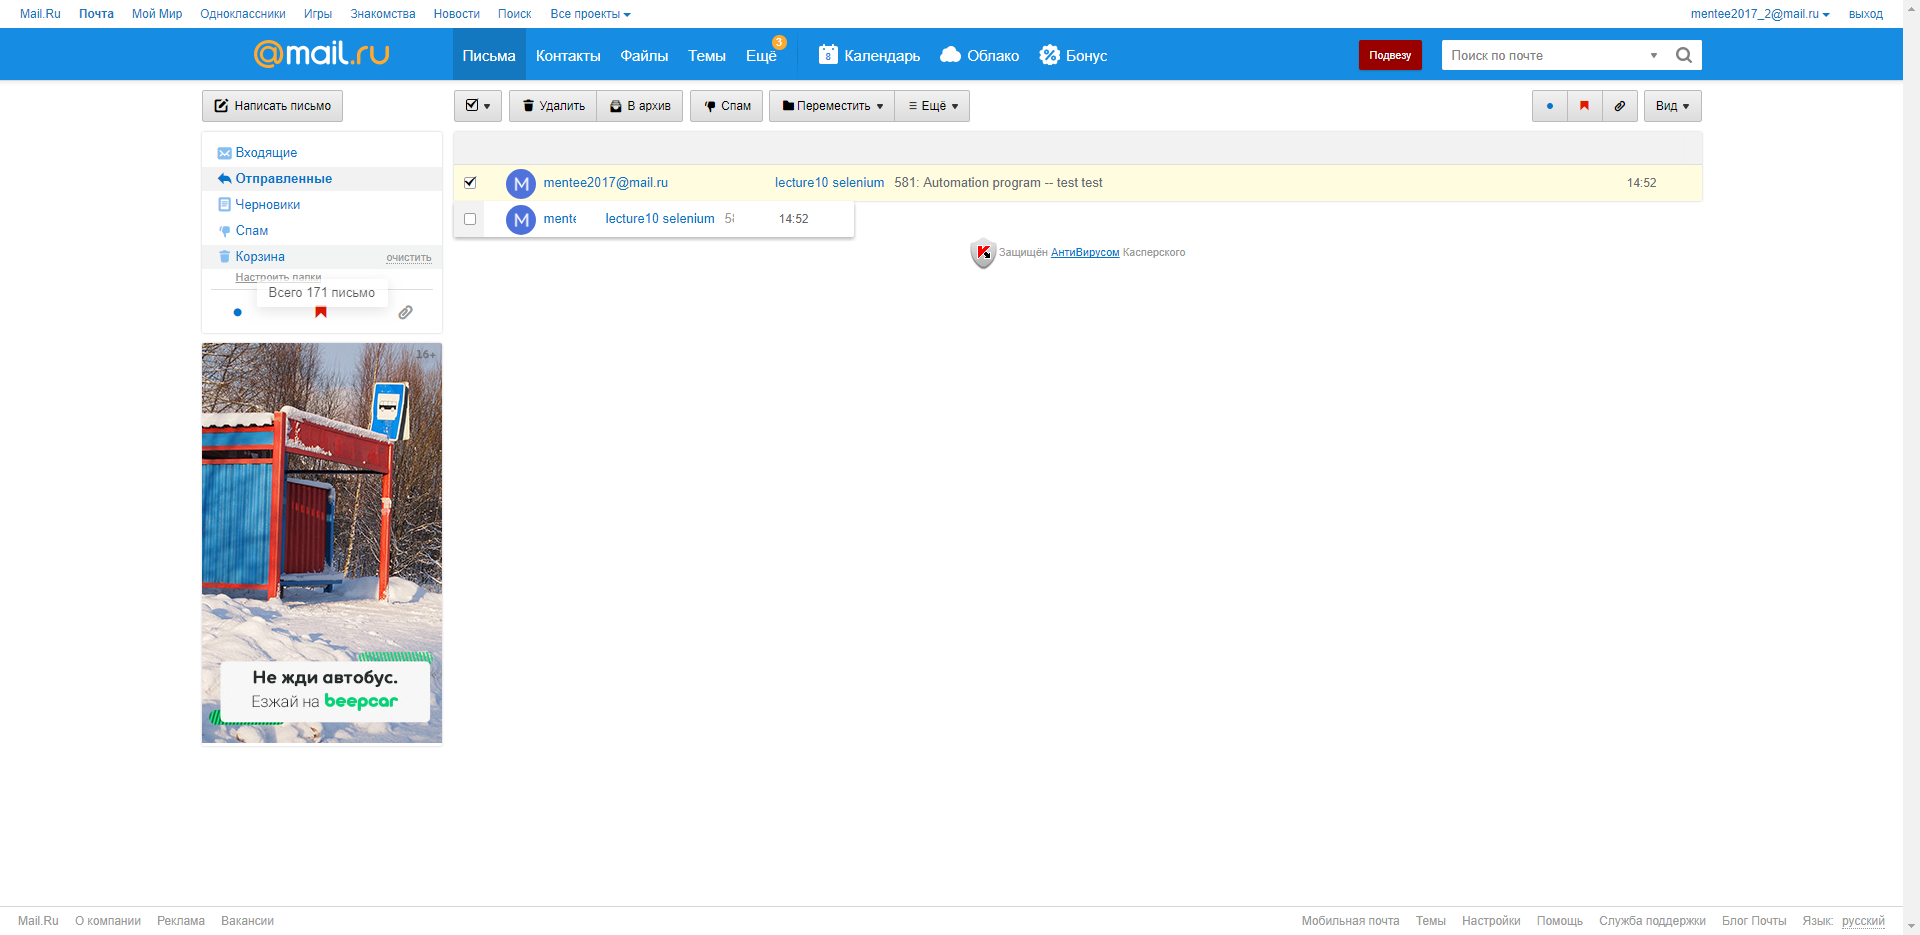 Mail.Ru Почта Мой Мир Одноклассники Игры Знакомства Новости Поиск Все проекты mentee2017_2@mail.ru выход
@mail.ru Письма Контакты Файлы Темы Ещё 3 8 Календарь Облако Бонус Подвезу Поиск по почте
Написать письмо Удалить В архив Спам Переместить Ещё Вид
Входящие
Отправленные
Черновики
Спам
Корзина очистить
Настроить папки
Всего 171 письмо
M mentee2017@mail.ru lecture10 selenium 581: Automation program -- test test 14:52
M mente lecture10 selenium 58 14:52
Защищён АнтиВирусом Касперского
16+
Не жди автобус.
Езжай на beepcar
Mail.Ru О компании Реклама Вакансии Мобильная почта Темы Настройки Помощь Служба поддержки Блог Почты Язык: русский